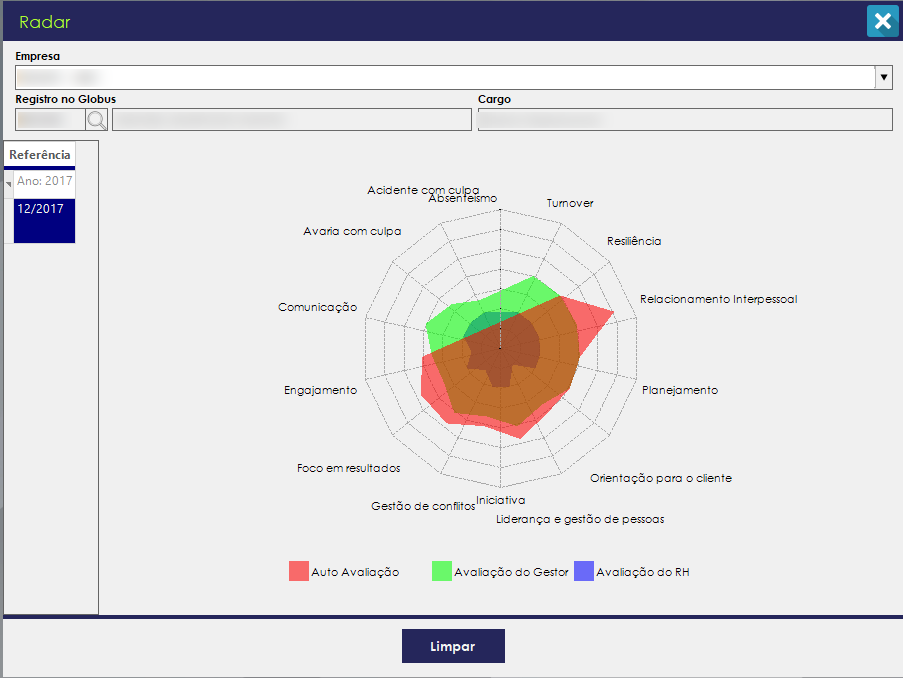 Radar
Empresa
Registro no Globus
Cargo
Referência
Ano: 2017
12/2017
Acidente com culpa
Absenteísmo
Turnover
Avaria com culpa
Resiliência
Relacionamento Interpessoal
Comunicação
Engajamento
Planejamento
Foco em resultados
Orientação para o cliente
Gestão de conflitos
Iniciativa
Liderança e gestão de pessoas
Auto Avaliação
Avaliação do Gestor
Avaliação do RH
Limpar